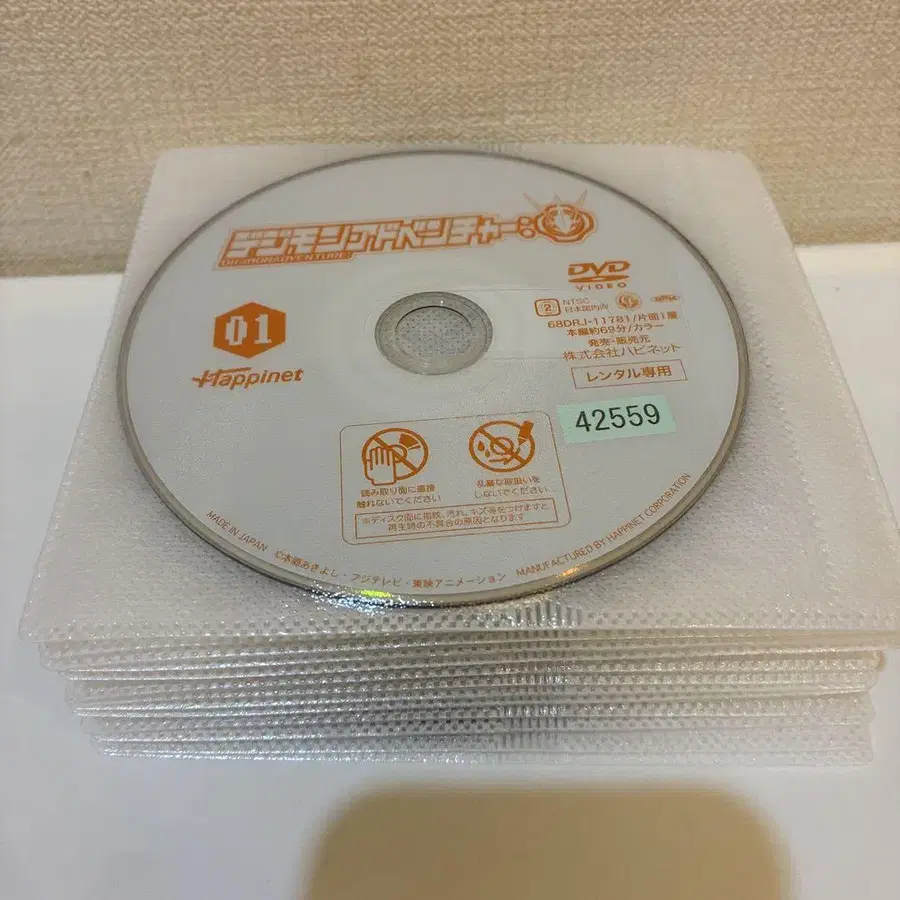 デジモンアドベンチャー:
DIGIMON ADVENTURE:
01
Happinet
DVD
VIDEO
2
NTSC
日本国内向
68DRJ-11781/片面1層
本編約69分/カラー
発売・販売元
株式会社ハピネット
レンタル専用
42559
読み取り面に直接
触れないでください
乱暴な取扱いを
しないでください
※ディスク面に指紋、汚れ、キズ等をつけますと
再生時の不具合の原因となります
MADE IN JAPAN
©本郷あきよし・フジテレビ・東映アニメーション
MANUFACTURED BY HAPPINET CORPORATION